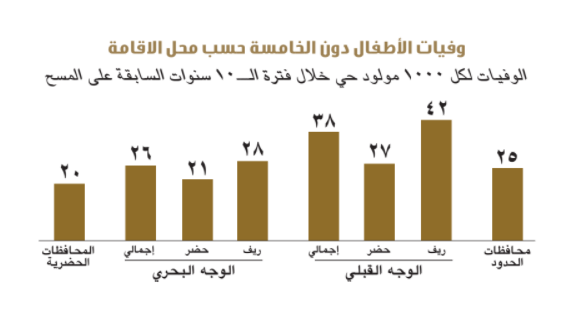 وفيات الأطفال دون الخامسة حسب محل الاقامة
الوفيات لكل ١٠٠٠ مولود حي خلال فترة الـــ١٠ سنوات السابقة على المسح
٢٠
٢٦
٢١
٢٨
٣٨
٢٧
٤٢
٢٥
المحافظات
الحضرية
إجمالي
حضر
ريف
الوجه البحري
إجمالي
حضر
ريف
الوجه القبلي
محافظات
الحدود